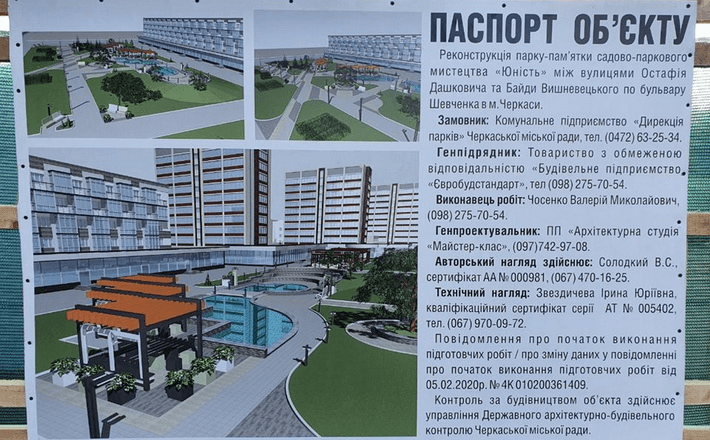 ПАСПОРТ ОБ'ЄКТУ
Реконструкція парку-пам'ятки садово-паркового
мистецтва «Юність» між вулицями Остафія
Дашковича та Байди Вишневецького по бульвару
Шевченка в м.Черкаси.
Замовник: Комунальне підприємство «Дирекція
парків» Черкаської міської ради, тел. (0472) 63-25-34.
Генпідрядник: Товариство з обмеженою
відповідальністю «Будівельне підприємство
«Євробудстандарт», тел (098) 275-70-54.
Виконавець робіт: Чосенко Валерій Миколайович,
(098) 275-70-54.
Генпроектувальник: ПП «Архітектурна студія
«Майстер-клас», (097)742-97-08.
Авторський нагляд здійснює: Солодкий В.С.,
сертифікат АА № 000981, (067) 470-16-25.
Технічний нагляд: Звездичева Ірина Юріївна,
кваліфікаційний сертифікат серії АТ № 005402,
тел. (067) 970-09-72.
Повідомлення про початок виконання
підготовчих робіт / про зміну даних у повідомленні
про початок виконання підготовчих робіт від
05.02.2020р. № 4К 010200361409.
Контроль за будівництвом об'єкта здійснює
управління Державного архітектурно-будівельного
контролю Черкаської міської ради.